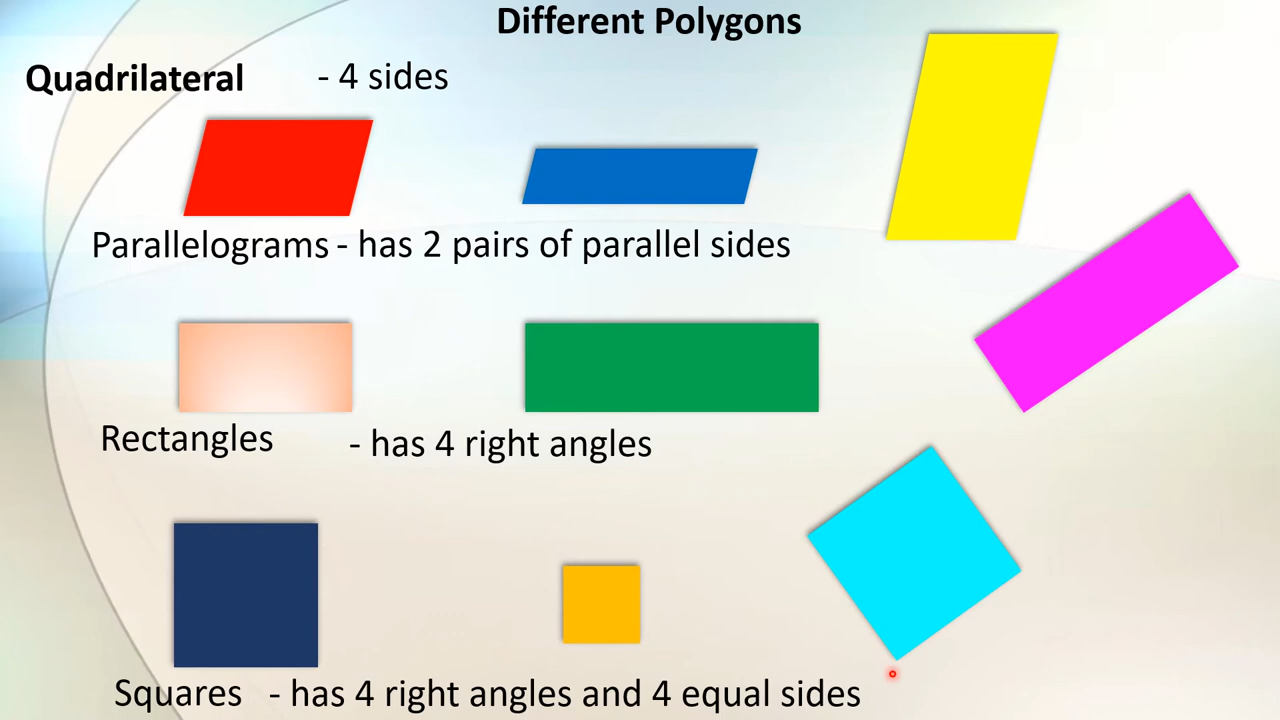 Different Polygons
Quadrilateral - 4 sides
Parallelograms - has 2 pairs of parallel sides
Rectangles - has 4 right angles
Squares - has 4 right angles and 4 equal sides